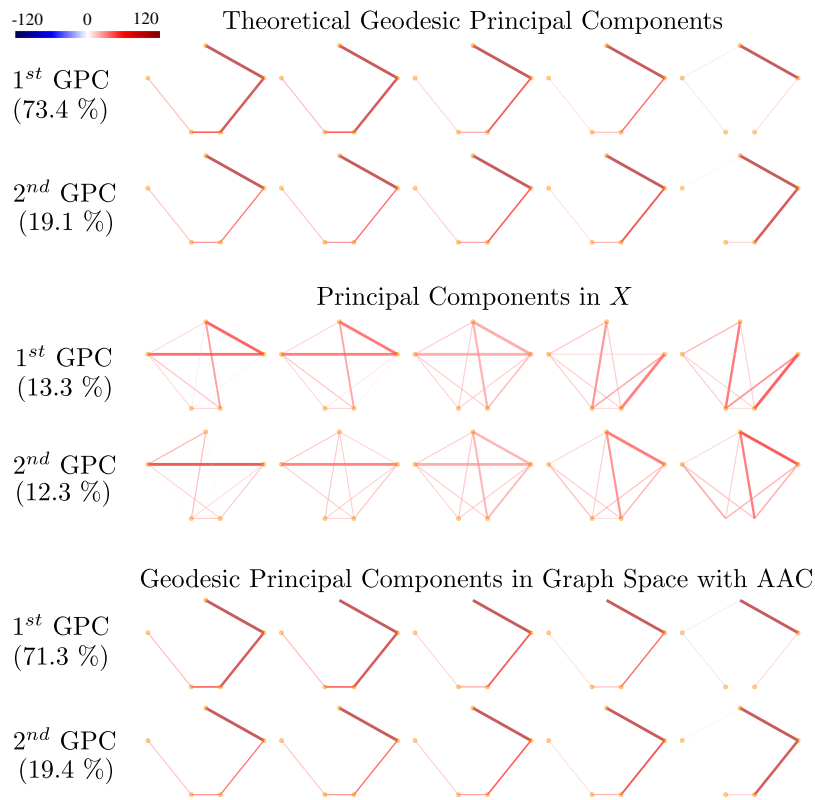 -120 0 120
Theoretical Geodesic Principal Components
1st GPC
(73.4 %)
2nd GPC
(19.1 %)
Principal Components in X
1st GPC
(13.3 %)
2nd GPC
(12.3 %)
Geodesic Principal Components in Graph Space with AAC
1st GPC
(71.3 %)
2nd GPC
(19.4 %)